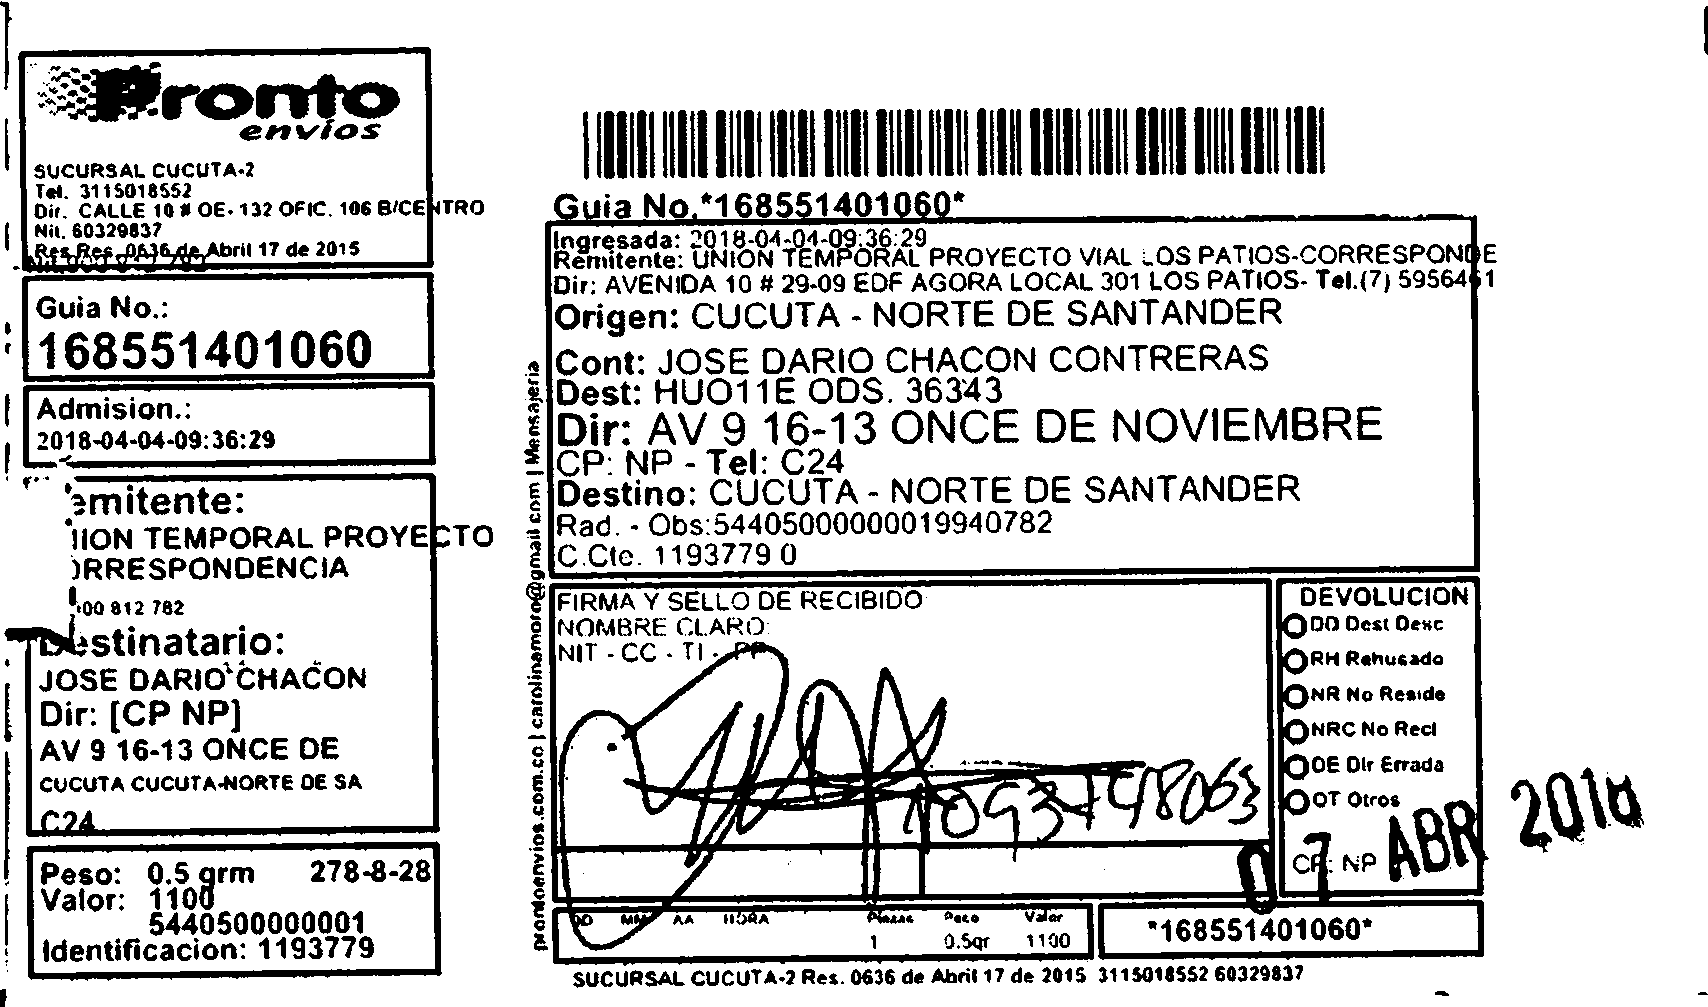 Pronto
envíos
SUCURSAL CUCUTA-2
Tel. 3115018552
Dir. CALLE 10 # OE-132 OFIC. 106 B/CENTRO
Nit. 60329837
Res Res. 0636 de Abril 17 de 2015
Guia No.:
168551401060
Admision.:
2018-04-04-09:36:29
emitente:
ION TEMPORAL PROYECTO
ORRESPONDENCIA
00 812 782
Destinatario:
JOSE DARIO CHACON
Dir: [CP NP]
AV 9 16-13 ONCE DE
CUCUTA CUCUTA-NORTE DE SA
C24
Peso: 0.5 grm 278-8-28
Valor: 1100
5440500000001
Identificacion: 1193779
prontoenvios.com.co | carolinamoro@gmail.com | Mensajeria
Guia No.*168551401060*
Ingresada: 2018-04-04-09:36:29
Remitente: UNION TEMPORAL PROYECTO VIAL LOS PATIOS-CORRESPONDE
Dir: AVENIDA 10 # 29-09 EDF AGORA LOCAL 301 LOS PATIOS- Tel.(7) 5956461
Origen: CUCUTA - NORTE DE SANTANDER
Cont: JOSE DARIO CHACON CONTRERAS
Dest: HUO11E ODS. 36343
Dir: AV 9 16-13 ONCE DE NOVIEMBRE
CP: NP - Tel: C24
Destino: CUCUTA - NORTE DE SANTANDER
Rad. - Obs:54405000000019940782
C.Cte. 1193779 0
FIRMA Y SELLO DE RECIBIDO
NOMBRE CLARO:
NIT - CC - TI - PP
DEVOLUCION
DD Dest Desc
RH Rehusado
NR No Reside
NRC No Recl
DE Dir Errada
OT Otros
CP: NP
07 ABR 2018
DD MM AA HORA Piezas Peso Valor
1 0.5gr 1100
*168551401060*
SUCURSAL CUCUTA-2 Res. 0636 de Abril 17 de 2015 3115018552 60329837